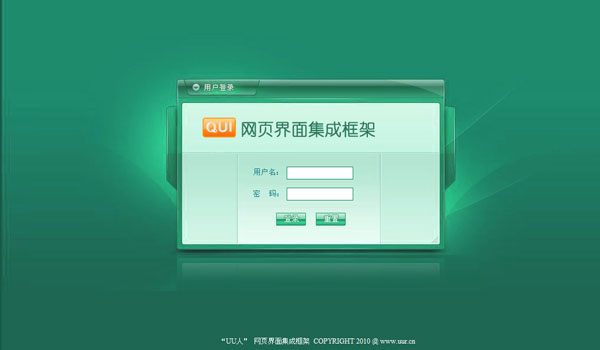 用户登录
QUI 网页界面集成框架
用户名：
密 码：
登录 重置
“UU人” 网页界面集成框架 COPYRIGHT 2010 @ www.uur.cn